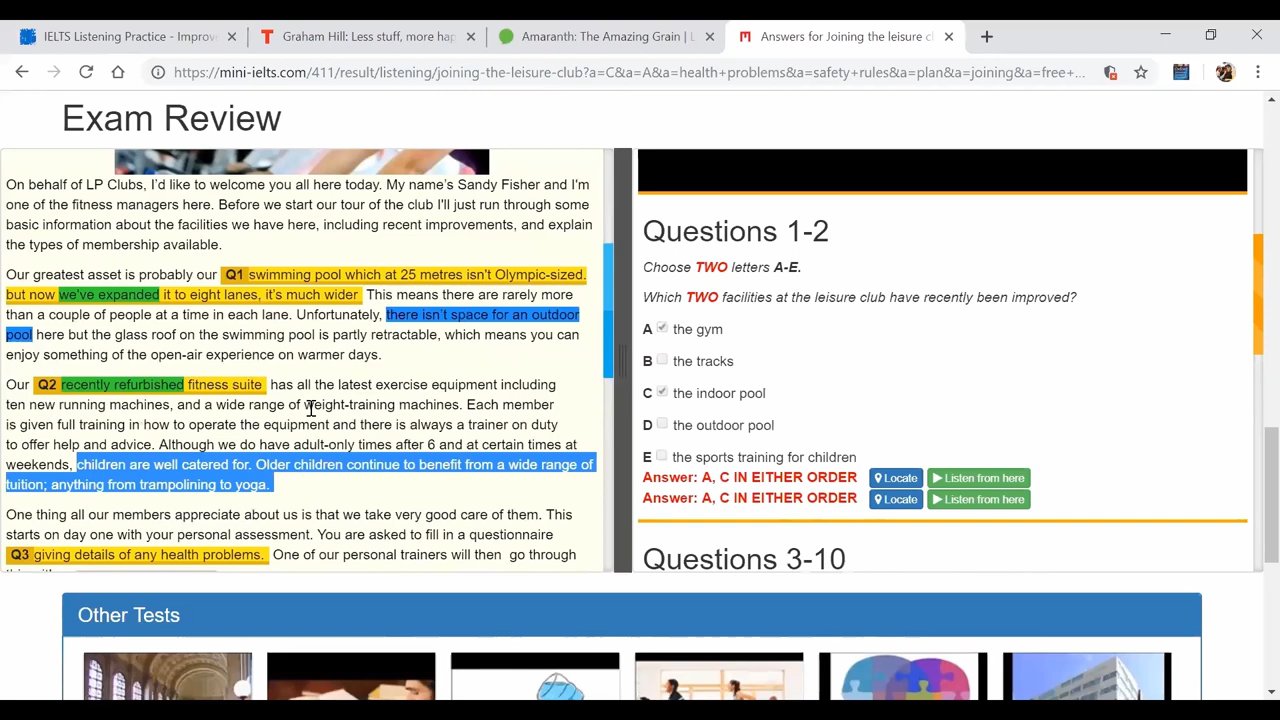 IELTS Listening Practice - Improve
Graham Hill: Less stuff, more hap
Amaranth: The Amazing Grain | L
Answers for Joining the leisure cl
https://mini-ielts.com/411/result/listening/joining-the-leisure-club?a=C&a=A&a=health+problems&a=safety+rules&a=plan&a=joining&a=free+...
Exam Review
On behalf of LP Clubs, I'd like to welcome you all here today. My name's Sandy Fisher and I'm
one of the fitness managers here. Before we start our tour of the club I'll just run through some
basic information about the facilities we have here, including recent improvements, and explain
the types of membership available.
Our greatest asset is probably our Q1 swimming pool which at 25 metres isn't Olympic-sized.
but now we've expanded it to eight lanes, it's much wider This means there are rarely more
than a couple of people at a time in each lane. Unfortunately, there isn't space for an outdoor
pool here but the glass roof on the swimming pool is partly retractable, which means you can
enjoy something of the open-air experience on warmer days.
Our Q2 recently refurbished fitness suite has all the latest exercise equipment including
ten new running machines, and a wide range of weight-training machines. Each member
is given full training in how to operate the equipment and there is always a trainer on duty
to offer help and advice. Although we do have adult-only times after 6 and at certain times at
weekends, children are well catered for. Older children continue to benefit from a wide range of
tuition; anything from trampolining to yoga.
One thing all our members appreciate about us is that we take very good care of them. This
starts on day one with your personal assessment. You are asked to fill in a questionnaire
Q3 giving details of any health problems. One of our personal trainers will then go through
Questions 1-2
Choose TWO letters A-E.
Which TWO facilities at the leisure club have recently been improved?
A the gym
B the tracks
C the indoor pool
D the outdoor pool
E the sports training for children
Answer: A, C IN EITHER ORDER Locate Listen from here
Answer: A, C IN EITHER ORDER Locate Listen from here
Questions 3-10
Other Tests